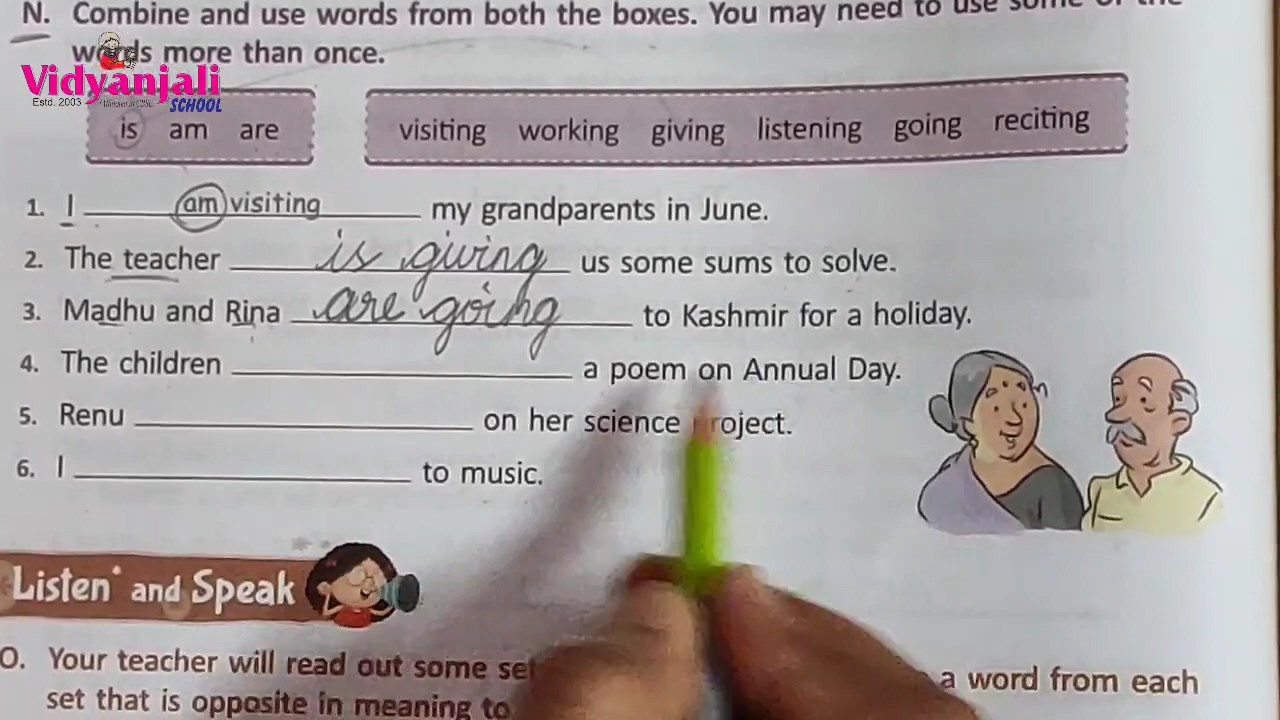 N. Combine and use words from both the boxes. You may need to use some of the
words more than once.
Vidyanjali
Estd. 2003
SCHOOL
is am are
visiting working giving listening going reciting
1. I am visiting my grandparents in June.
2. The teacher is giving us some sums to solve.
3. Madhu and Rina are going to Kashmir for a holiday.
4. The children ____ a poem on Annual Day.
5. Renu ____ on her science project.
6. I ____ to music.
Listen and Speak
O. Your teacher will read out some set a word from each
set that is opposite in meaning to